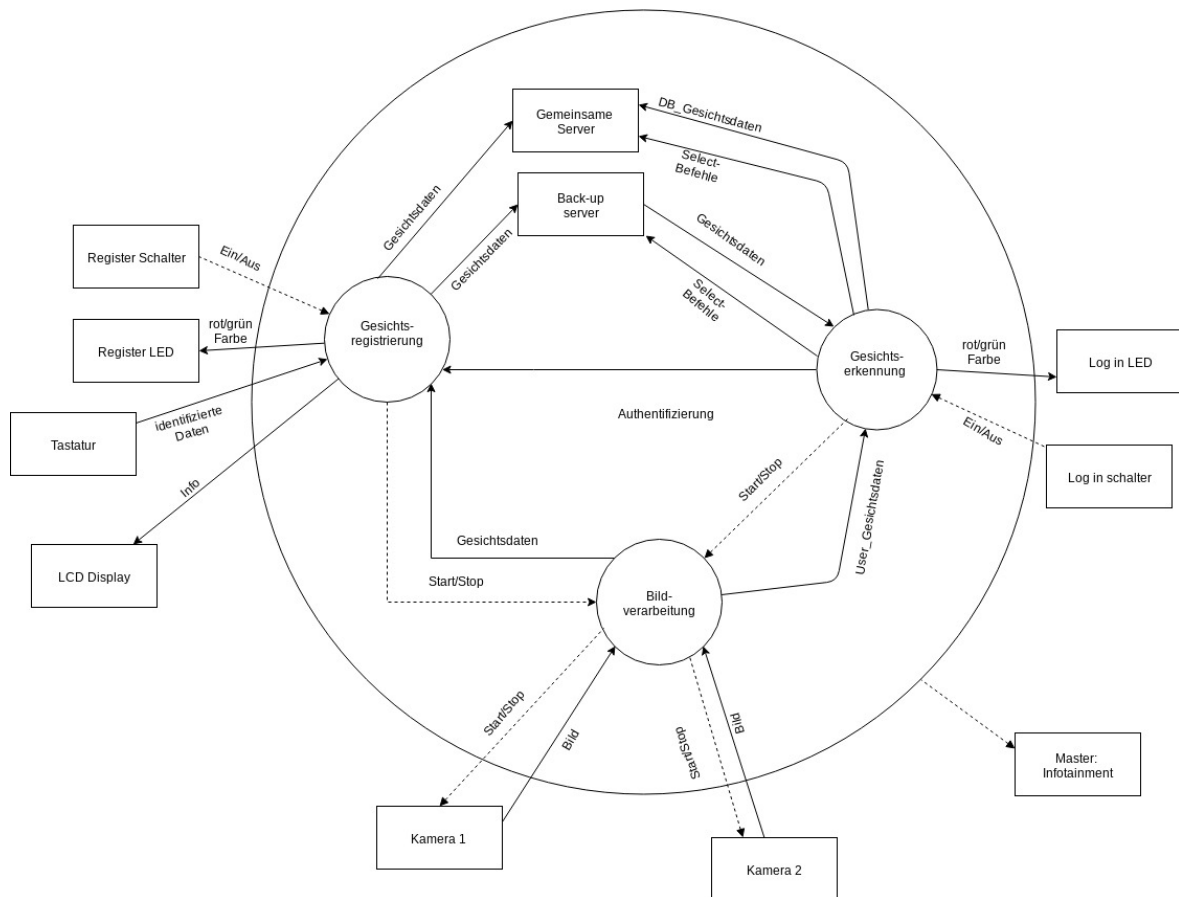 DB_Gesichtsdaten
Gemeinsame
Server
Select-
Befehle
Back-up
server
Gesichtsdaten
Gesichtsdaten
Gesichtsdaten
Select-
Befehle
Register Schalter
Ein/Aus
rot/grün
Farbe
Register LED
Gesichts-
registrierung
Gesichts-
erkennung
rot/grün
Farbe
Log in LED
identifizierte
Daten
Tastatur
Authentifizierung
Ein/Aus
Log in schalter
Info
Start/Stop
User_Gesichtsdaten
Gesichtsdaten
LCD Display
Start/Stop
Bild-
verarbeitung
Start/Stop
Bild
Start/Stop
Bild
Master:
Infotainment
Kamera 1
Kamera 2